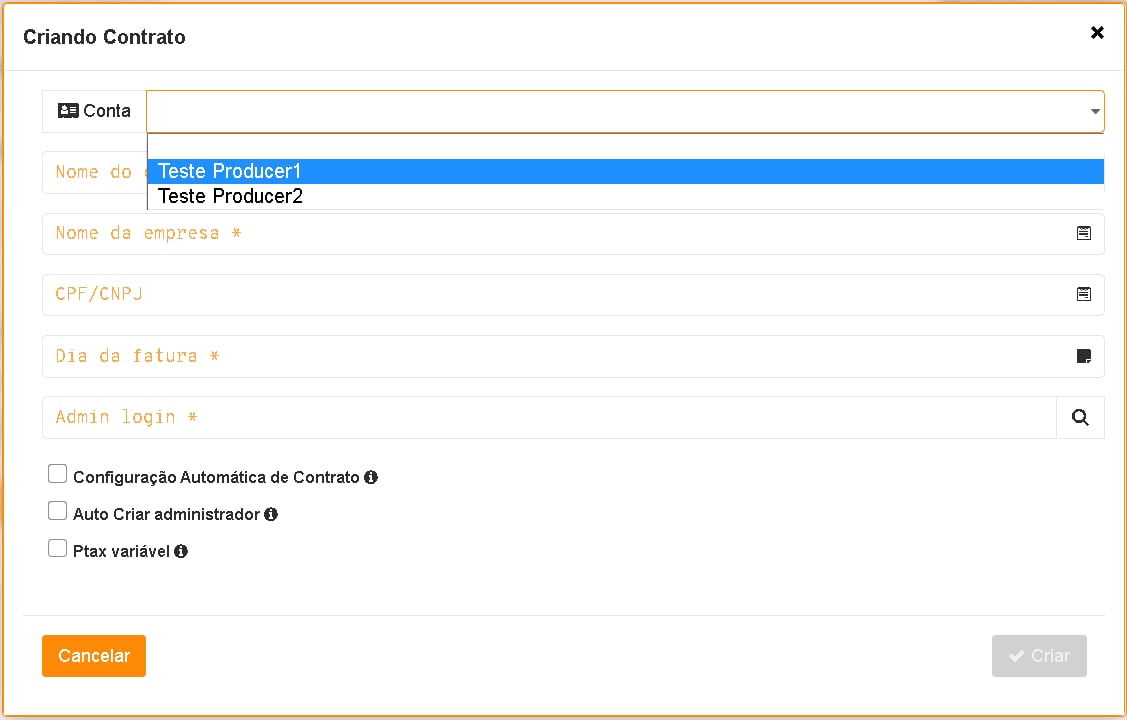 Criando Contrato
Conta
Teste Producer1
Teste Producer2
Nome do
Nome da empresa *
CPF/CNPJ
Dia da fatura *
Admin login *
Configuração Automática de Contrato
Auto Criar administrador
Ptax variável
Cancelar
Criar